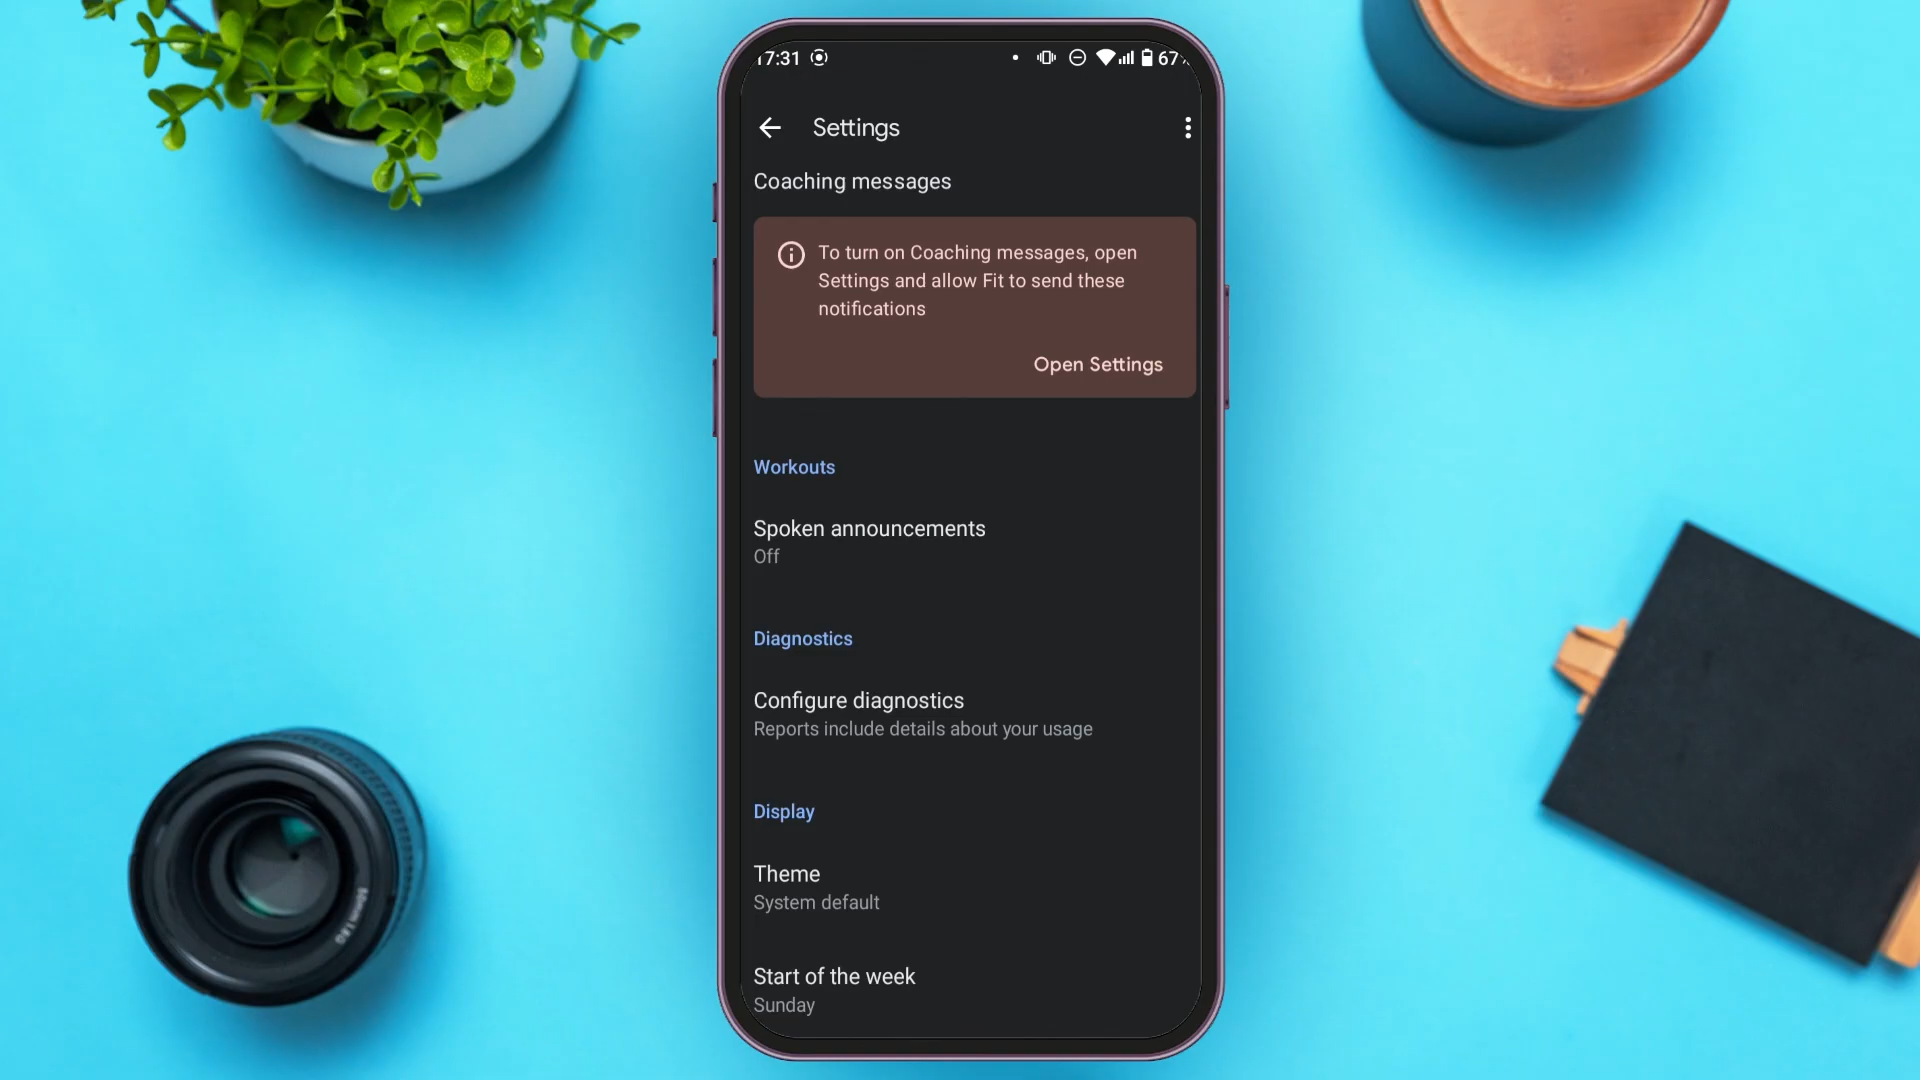 17:31 67
Settings
Coaching messages
To turn on Coaching messages, open
Settings and allow Fit to send these
notifications
Open Settings
Workouts
Spoken announcements
Off
Diagnostics
Configure diagnostics
Reports include details about your usage
Display
Theme
System default
Start of the week
Sunday